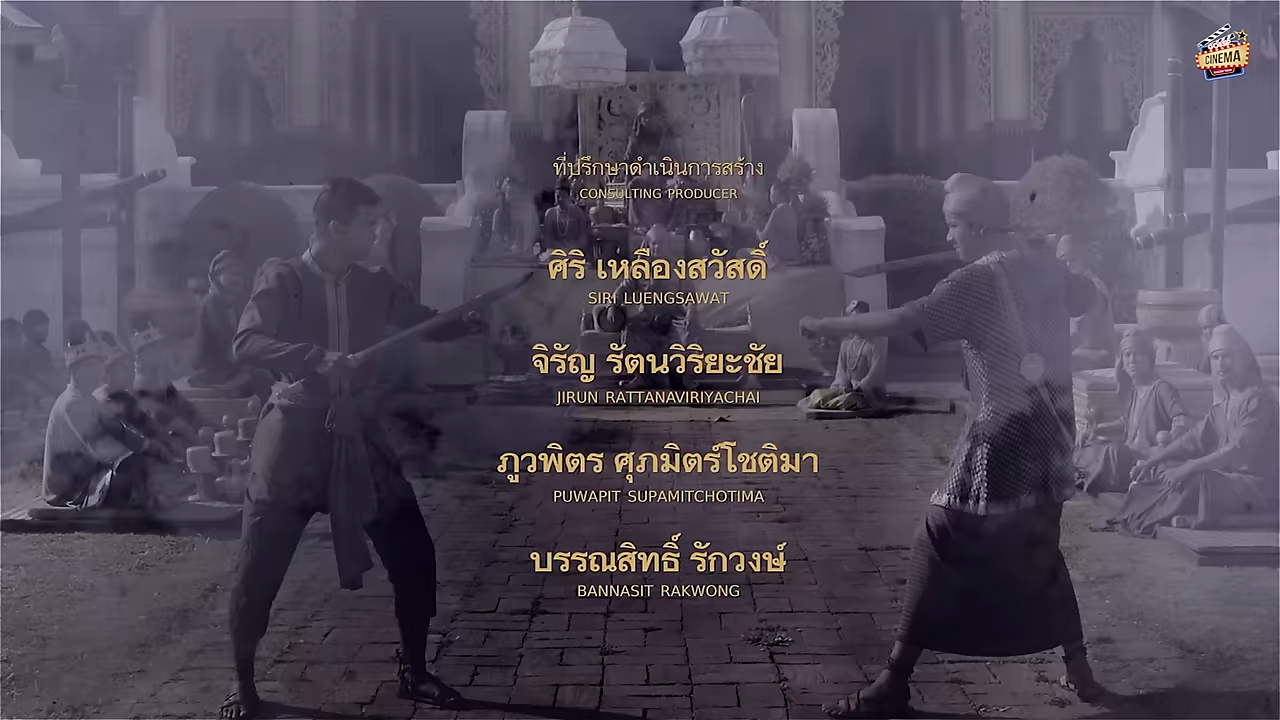 CINEMA
ที่ปรึกษาดำเนินการสร้าง
CONSULTING PRODUCER
ศิริ เหลืองสวัสดิ์
SIRI LUENGSAWAT
จิรัญ รัตนวิริยะชัย
JIRUN RATTANAVIRIYACHAI
ภูวพิตร ศุภมิตร์โชติมา
PUWAPIT SUPAMITCHOTIMA
บรรณสิทธิ์ รักวงษ์
BANNASIT RAKWONG